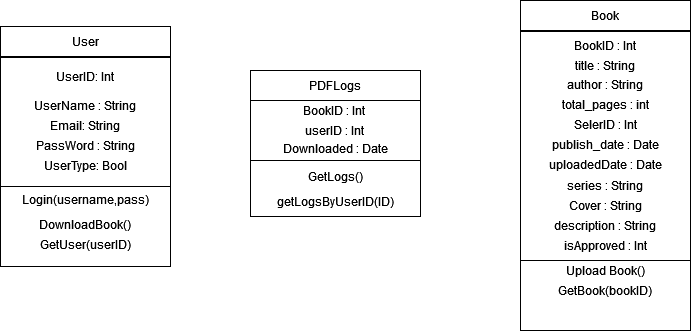 User
UserID: Int
UserName : String
Email: String
PassWord : String
UserType: Bool
Login(username,pass)
DownloadBook()
GetUser(userID)
PDFLogs
BookID : Int
userID : Int
Downloaded : Date
GetLogs()
getLogsByUserID(ID)
Book
BookID : Int
title : String
author : String
total_pages : int
SelerID : Int
publish_date : Date
uploadedDate : Date
series : String
Cover : String
description : String
isApproved : Int
Upload Book()
GetBook(bookID)